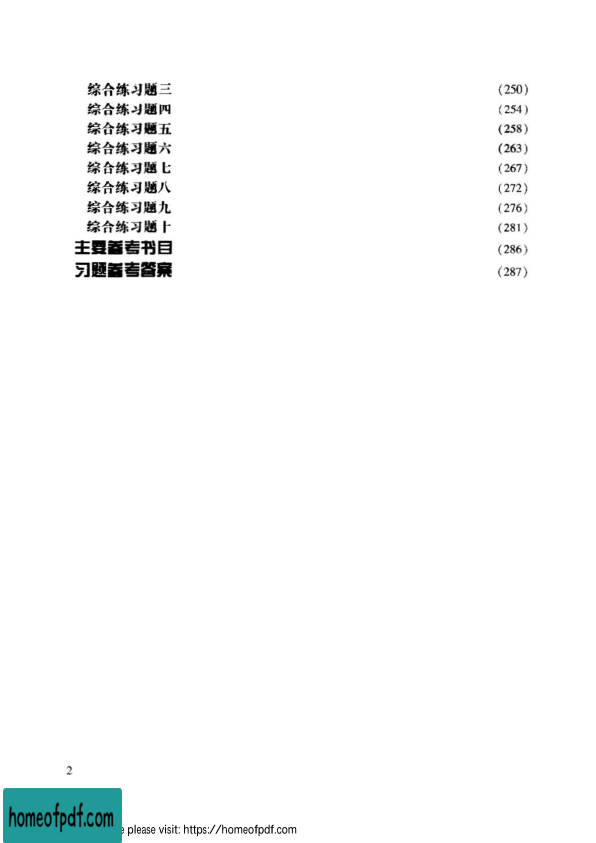 综合练习题三 (250)
综合练习题四 (254)
综合练习题五 (258)
综合练习题六 (263)
综合练习题七 (267)
综合练习题八 (272)
综合练习题九 (276)
综合练习题十 (281)
主要参考书目 (286)
习题参考答案 (287)
2
homeofpdf.com
e please visit: https://homeofpdf.com